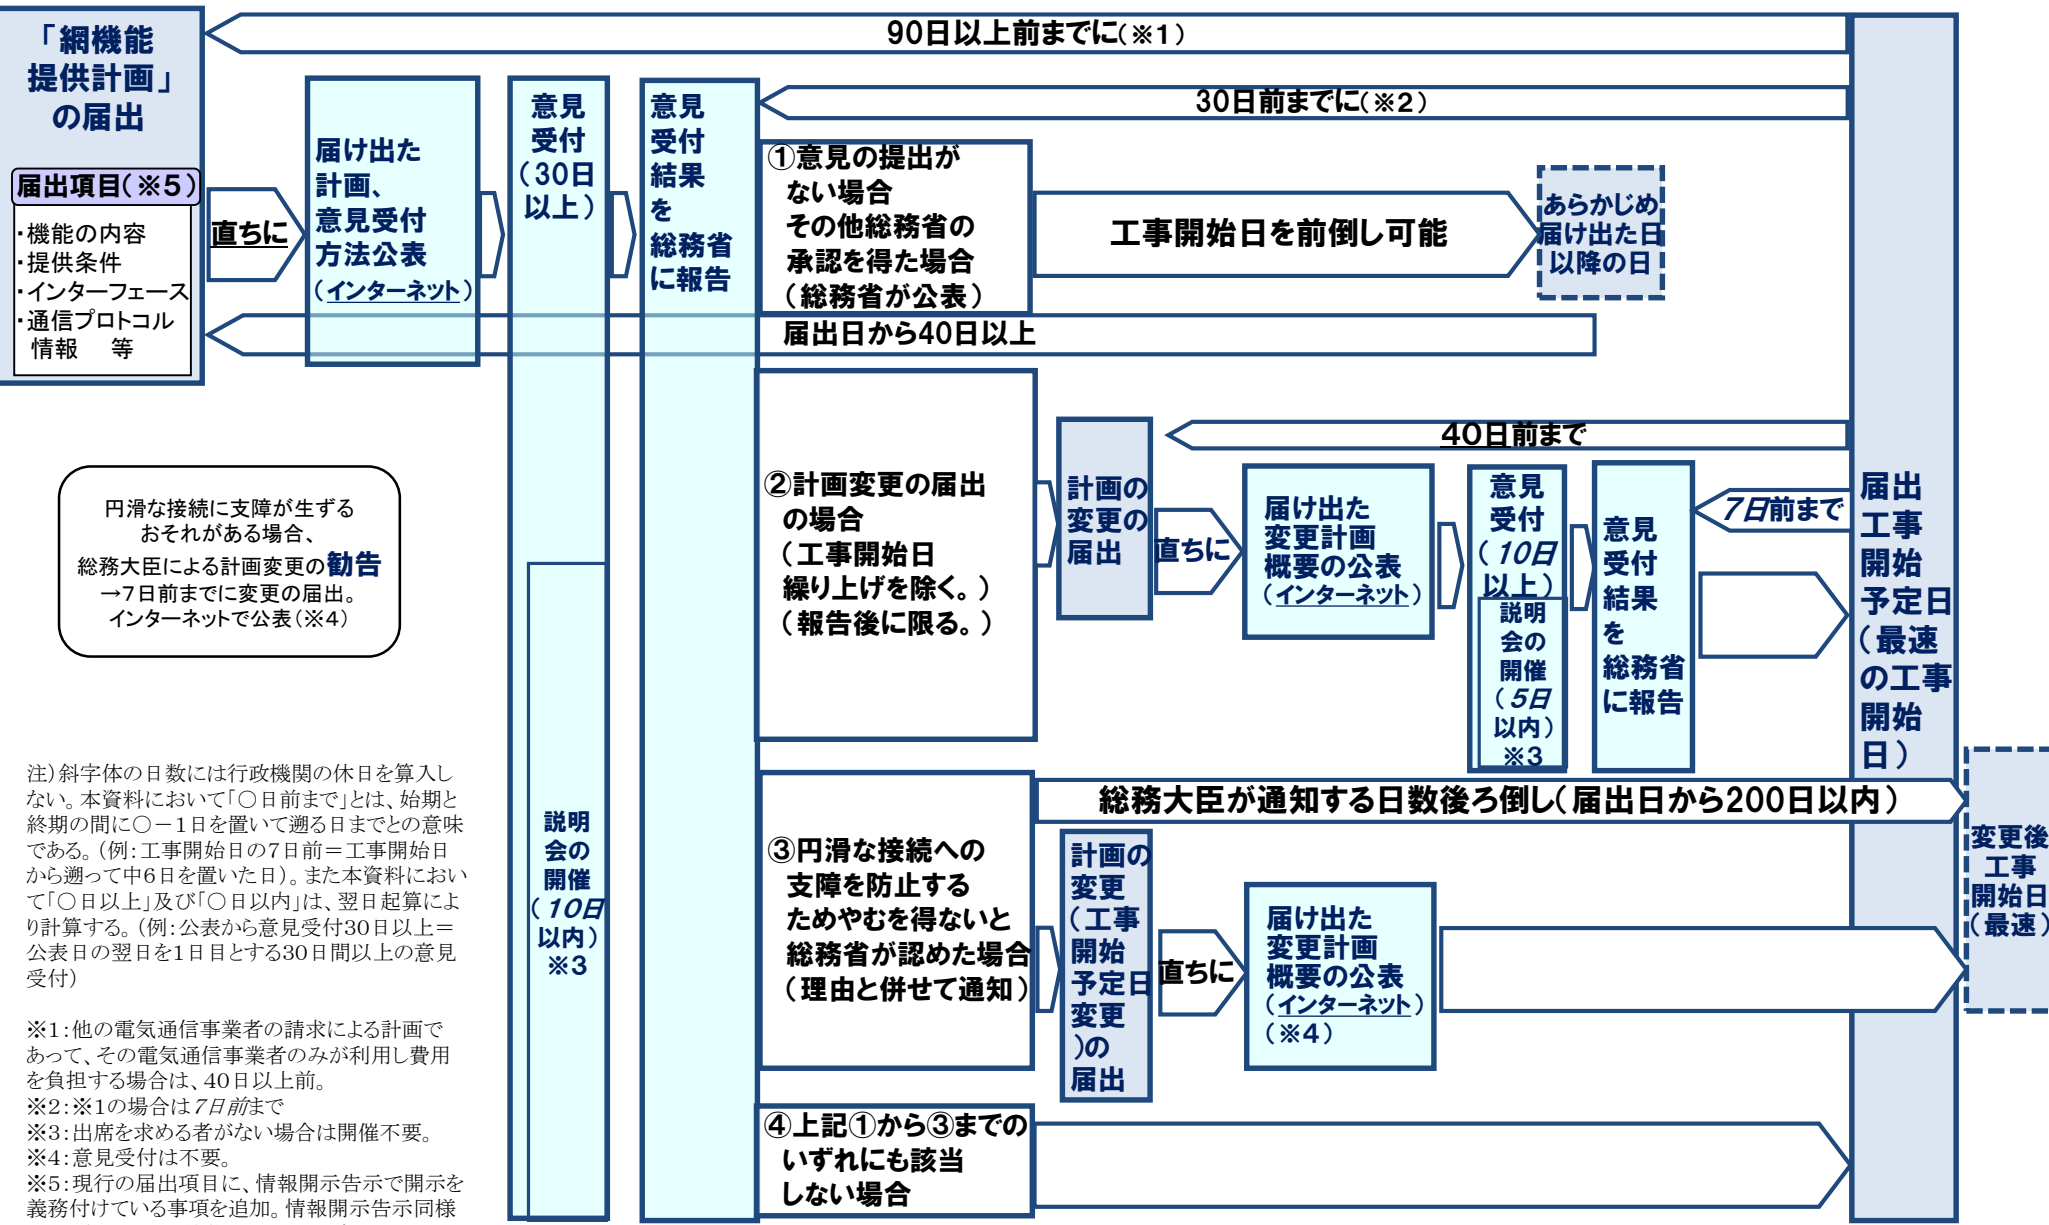 「網機能
提供計画」
の届出
届出項目(※5)
・機能の内容
・提供条件
・インターフェース
・通信プロトコル
情報　等
直ちに
届け出た
計画、
意見受付
方法公表
(インターネット)
意見
受付
(30日
以上)
説明
会の
開催
(10日
以内)
※3
意見
受付
結果
を
総務省
に報告
90日以上前までに(※1)
30日前までに(※2)
①意見の提出が
ない場合
その他総務省の
承認を得た場合
(総務省が公表)
工事開始日を前倒し可能
あらかじめ
届け出た日
以降の日
届出日から40日以上
②計画変更の届出
の場合
(工事開始日
繰り上げを除く。)
(報告後に限る。)
計画の
変更の
届出
40日前まで
直ちに
届け出た
変更計画
概要の公表
(インターネット)
意見
受付
(10日
以上)
説明
会の
開催
(5日
以内)
※3
意見
受付
結果
を
総務省
に報告
7日前まで
届出
工事
開始
予定日
(最速
の工事
開始
日)
③円滑な接続への
支障を防止する
ためやむを得ないと
総務省が認めた場合
(理由と併せて通知)
総務大臣が通知する日数後ろ倒し(届出日から200日以内)
計画の
変更
(工事
開始
予定日
変更
)の
届出
直ちに
届け出た
変更計画
概要の公表
(インターネット)
(※4)
変更後
工事
開始日
(最速)
④上記①から③までの
いずれにも該当
しない場合
円滑な接続に支障が生ずる
おそれがある場合、
総務大臣による計画変更の勧告
→7日前までに変更の届出。
インターネットで公表(※4)
注)斜字体の日数には行政機関の休日を算入し
ない。本資料において「○日前まで」とは、始期と
終期の間に○－1日を置いて遡る日までとの意味
である。(例:工事開始日の7日前＝工事開始日
から遡って中6日を置いた日)。また本資料におい
て「○日以上」及び「○日以内」は、翌日起算によ
り計算する。(例:公表から意見受付30日以上＝
公表日の翌日を1日目とする30日間以上の意見
受付)
※1:他の電気通信事業者の請求による計画で
あって、その電気通信事業者のみが利用し費用
を負担する場合は、40日以上前。
※2:※1の場合は7日前まで
※3:出席を求める者がない場合は開催不要。
※4:意見受付は不要。
※5:現行の届出項目に、情報開示告示で開示を
義務付けている事項を追加。情報開示告示同様